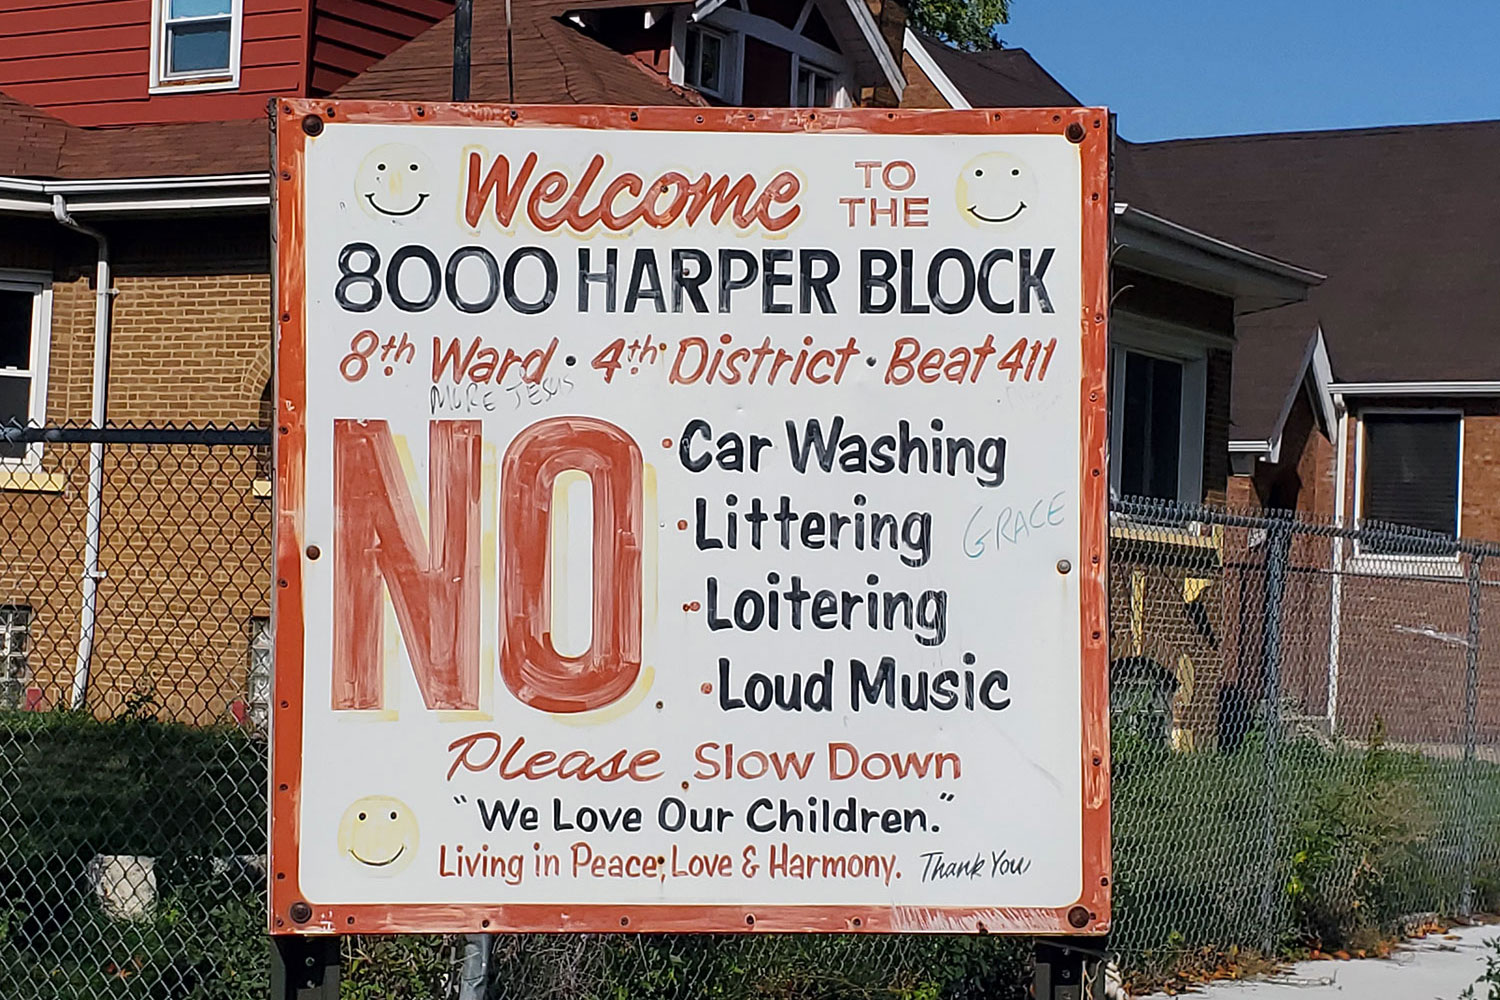 Welcome TO THE
8000 HARPER BLOCK
8th Ward • 4th • District • Beat 411
MORE JESUS
NO
• Car Washing
• Littering
GRACE
• Loitering
• Loud Music
Please Slow Down
"We Love Our Children."
Living in Peace, Love & Harmony. Thank You